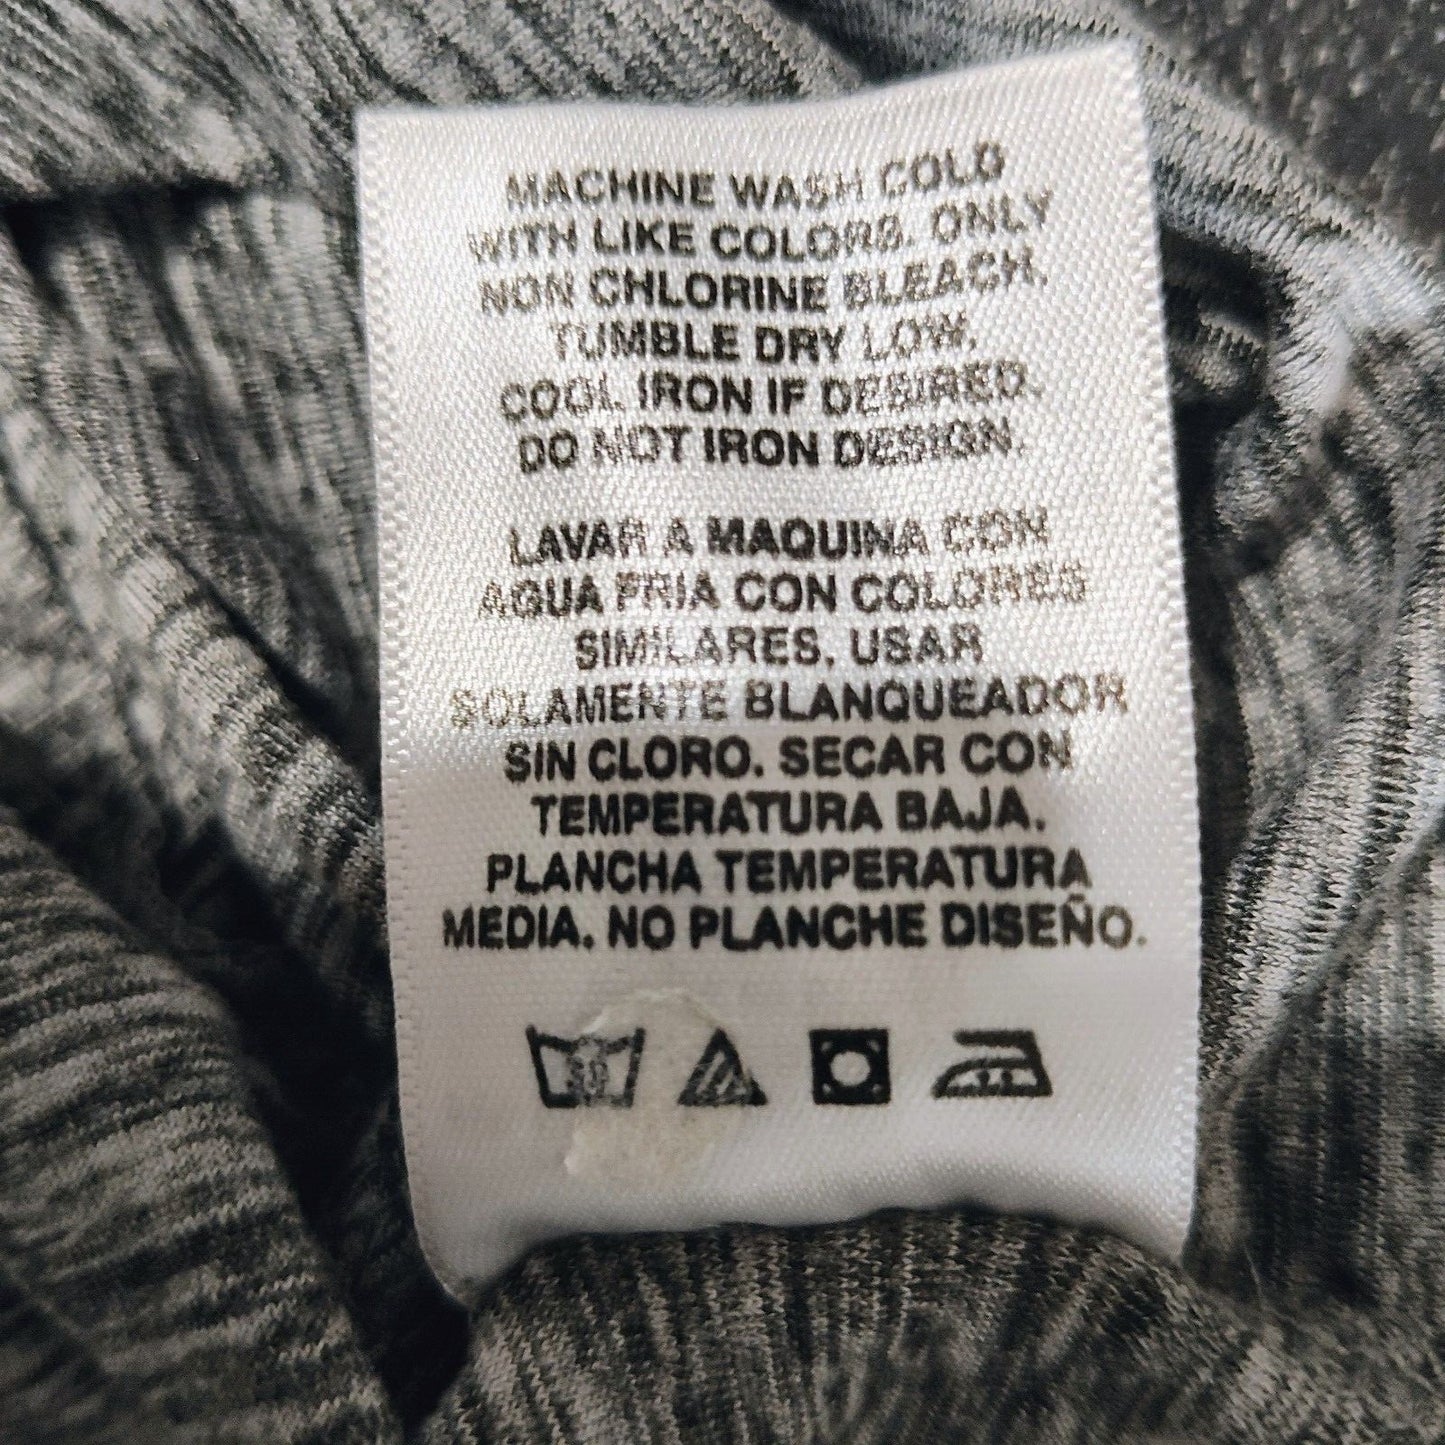 MACHINE WASH COLD
WITH LIKE COLORS. ONLY
NON CHLORINE BLEACH.
TUMBLE DRY LOW.
COOL IRON IF DESIRED.
DO NOT IRON DESIGN.
LAVAR A MAQUINA CON
AGUA FRIA CON COLORES
SIMILARES. USAR
SOLAMENTE BLANQUEADOR
SIN CLORO. SECAR CON
TEMPERATURA BAJA.
PLANCHA TEMPERATURA
MEDIA. NO PLANCHE DISEÑO.
30